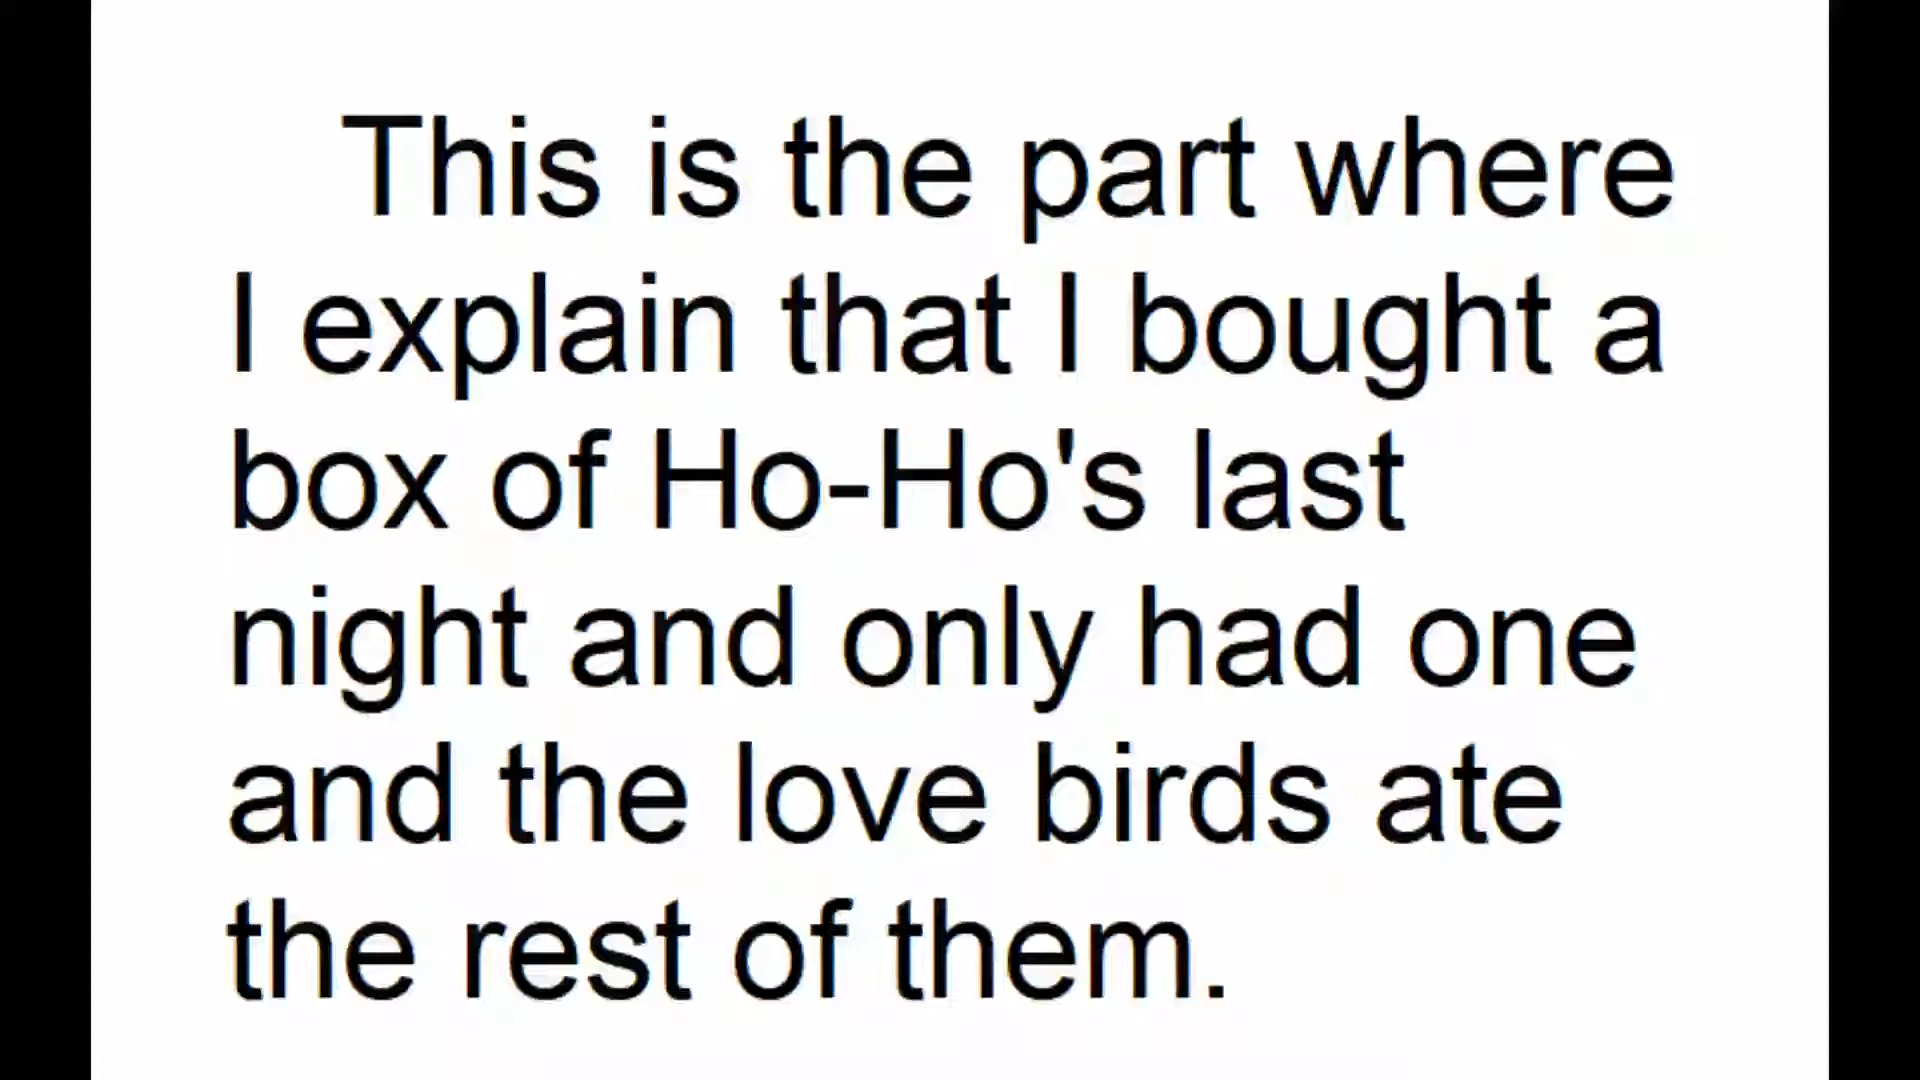 This is the part where
I explain that I bought a
box of Ho-Ho's last
night and only had one
and the love birds ate
the rest of them.